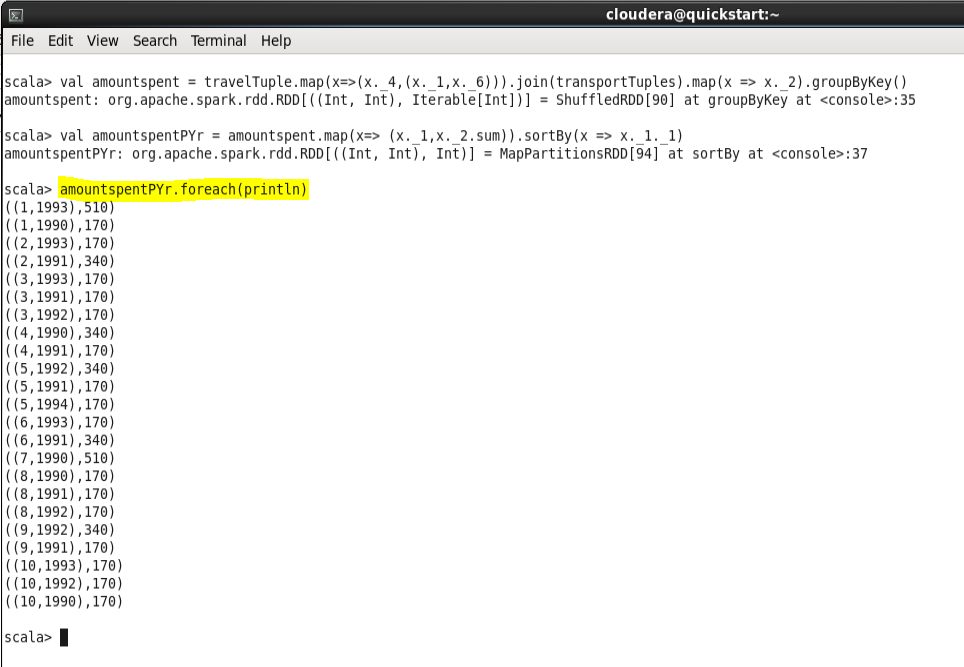 cloudera@quickstart:~
File Edit View Search Terminal Help
scala> val amountspent = travelTuple.map(x=>(x._4,(x._1,x._6))).join(transportTuples).map(x => x._2).groupByKey()
amountspent: org.apache.spark.rdd.RDD[((Int, Int), Iterable[Int])] = ShuffledRDD[90] at groupByKey at <console>:35
scala> val amountspentPYr = amountspent.map(x=> (x._1,x._2.sum)).sortBy(x => x._1._1)
amountspentPYr: org.apache.spark.rdd.RDD[((Int, Int), Int)] = MapPartitionsRDD[94] at sortBy at <console>:37
scala> amountspentPYr.foreach(println)
((1,1993),510)
((1,1990),170)
((2,1993),170)
((2,1991),340)
((3,1993),170)
((3,1991),170)
((3,1992),170)
((4,1990),340)
((4,1991),170)
((5,1992),340)
((5,1991),170)
((5,1994),170)
((6,1993),170)
((6,1991),340)
((7,1990),510)
((8,1990),170)
((8,1991),170)
((8,1992),170)
((9,1992),340)
((9,1991),170)
((10,1993),170)
((10,1992),170)
((10,1990),170)
scala>